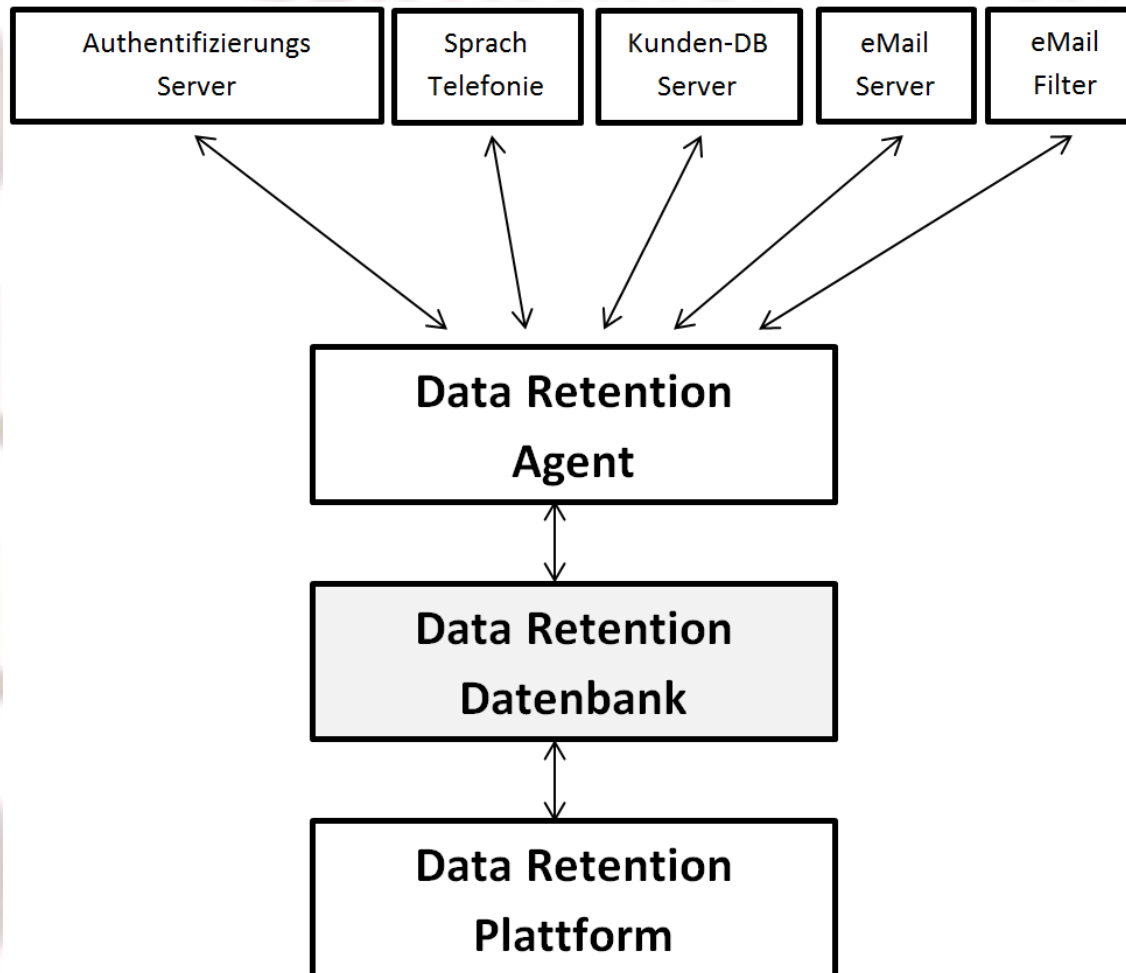 Authentifizierungs
Server
Sprach
Telefonie
Kunden-DB
Server
eMail
Server
eMail
Filter
Data Retention
Agent
Data Retention
Datenbank
Data Retention
Plattform